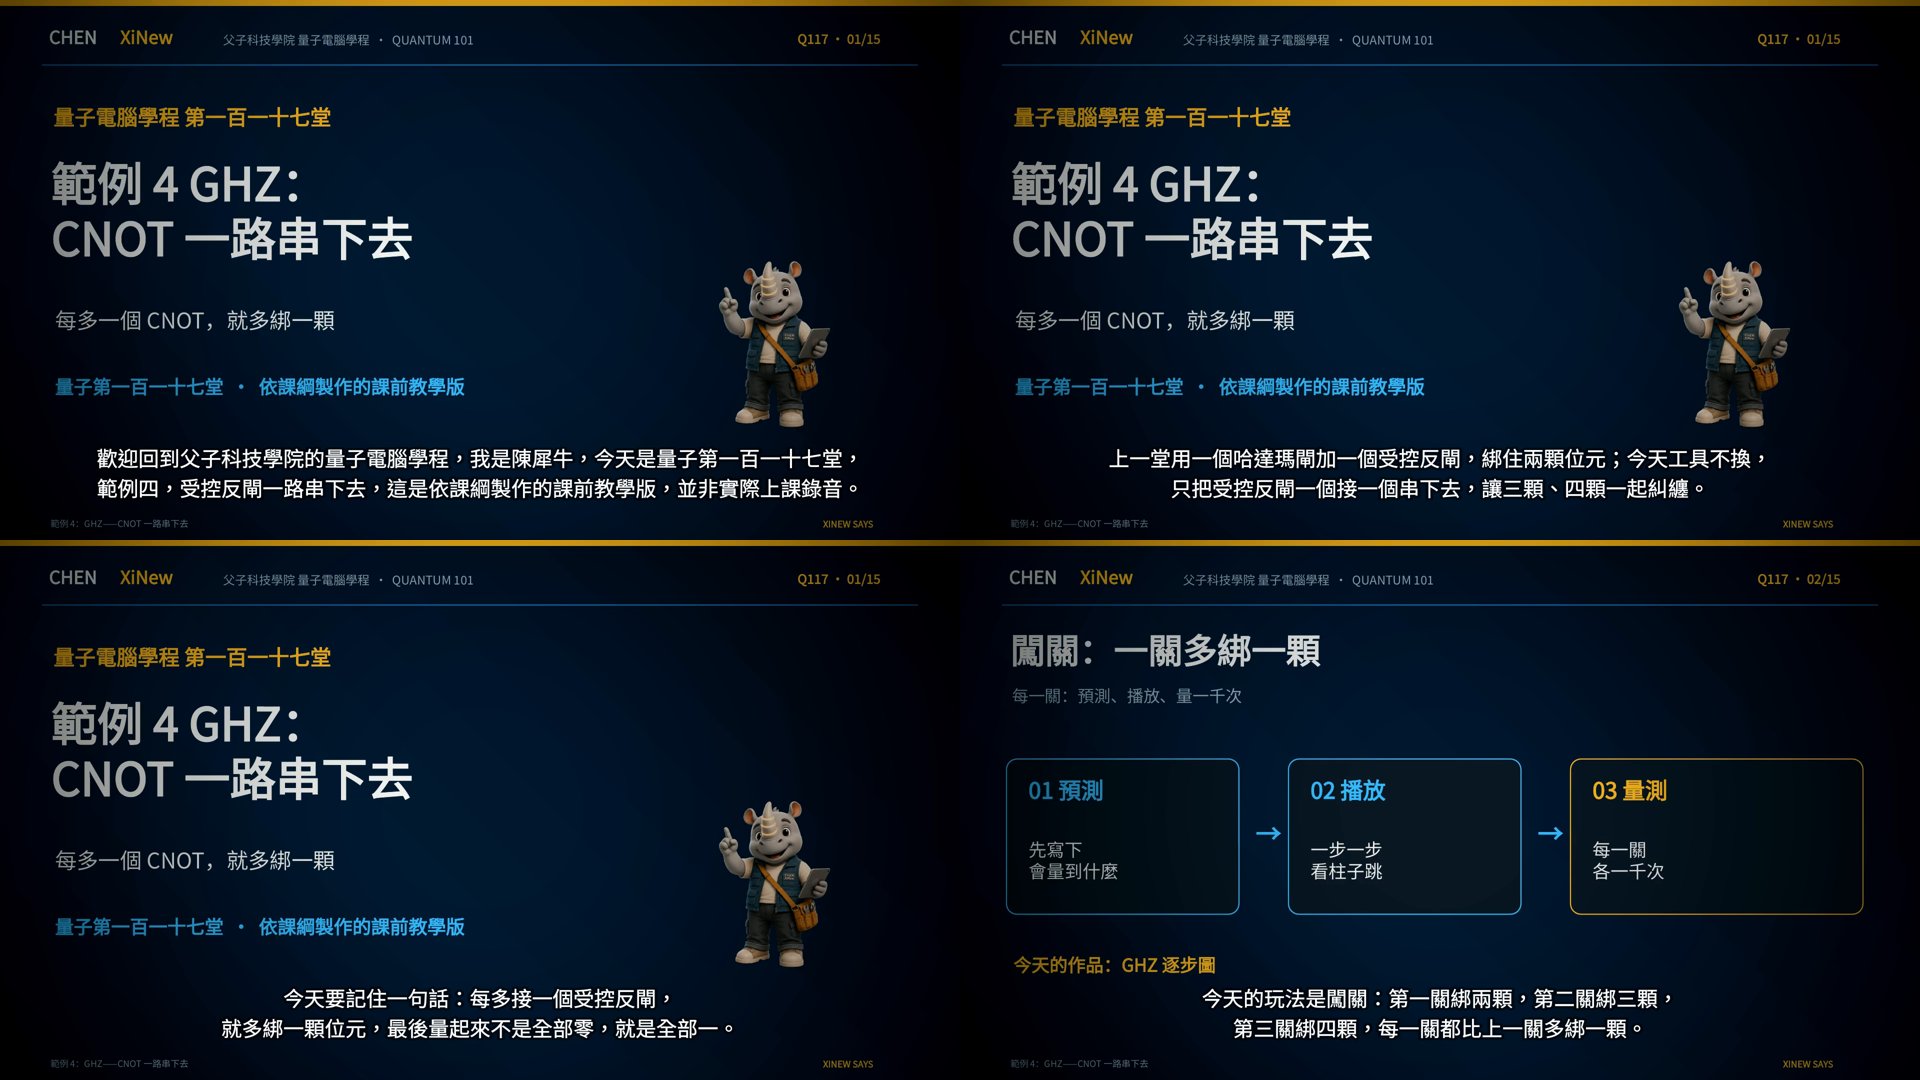 CHEN XiNew 父子科技學院 量子電腦學程 · QUANTUM 101 Q117 · 01/15
量子電腦學程 第一百一十七堂
範例 4 GHZ：
CNOT 一路串下去
每多一個 CNOT，就多綁一顆
量子第一百一十七堂 · 依課綱製作的課前教學版
歡迎回到父子科技學院的量子電腦學程，我是陳犀牛，今天是量子第一百一十七堂，
範例四，受控反閘一路串下去，這是依課綱製作的課前教學版，並非實際上課錄音。
範例 4：GHZ——CNOT 一路串下去 XINEW SAYS
CHEN XiNew 父子科技學院 量子電腦學程 · QUANTUM 101 Q117 · 01/15
量子電腦學程 第一百一十七堂
範例 4 GHZ：
CNOT 一路串下去
每多一個 CNOT，就多綁一顆
量子第一百一十七堂 · 依課綱製作的課前教學版
上一堂用一個哈達瑪閘加一個受控反閘，綁住兩顆位元；今天工具不換，
只把受控反閘一個接一個串下去，讓三顆、四顆一起糾纏。
範例 4：GHZ——CNOT 一路串下去 XINEW SAYS
CHEN XiNew 父子科技學院 量子電腦學程 · QUANTUM 101 Q117 · 01/15
量子電腦學程 第一百一十七堂
範例 4 GHZ：
CNOT 一路串下去
每多一個 CNOT，就多綁一顆
量子第一百一十七堂 · 依課綱製作的課前教學版
今天要記住一句話：每多接一個受控反閘，
就多綁一顆位元，最後量起來不是全部零，就是全部一。
範例 4：GHZ——CNOT 一路串下去 XINEW SAYS
CHEN XiNew 父子科技學院 量子電腦學程 · QUANTUM 101 Q117 · 02/15
闖關：一關多綁一顆
每一關：預測、播放、量一千次
01 預測
先寫下
會量到什麼
→
02 播放
一步一步
看柱子跳
→
03 量測
每一關
各一千次
今天的作品：GHZ 逐步圖
今天的玩法是闖關：第一關綁兩顆，第二關綁三顆，
第三關綁四顆，每一關都比上一關多綁一顆。
範例 4：GHZ——CNOT 一路串下去 XINEW SAYS